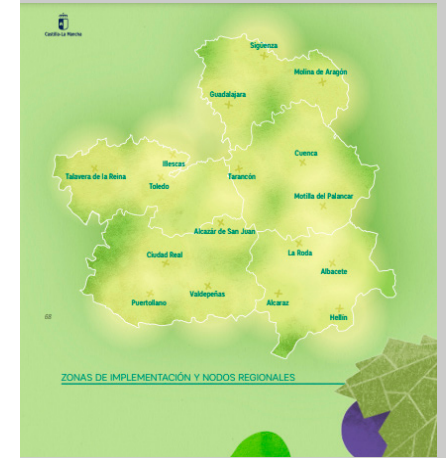 Castilla-La Mancha
Sigüenza
Molina de Aragón
Guadalajara
Cuenca
Illescas
Talavera de la Reina
Tarancón
Toledo
Motilla del Palancar
Alcazár de San Juan
Ciudad Real
La Roda
Albacete
Valdepeñas
Puertollano
Alcaraz
Hellín
ZONAS DE IMPLEMENTACIÓN Y NODOS REGIONALES